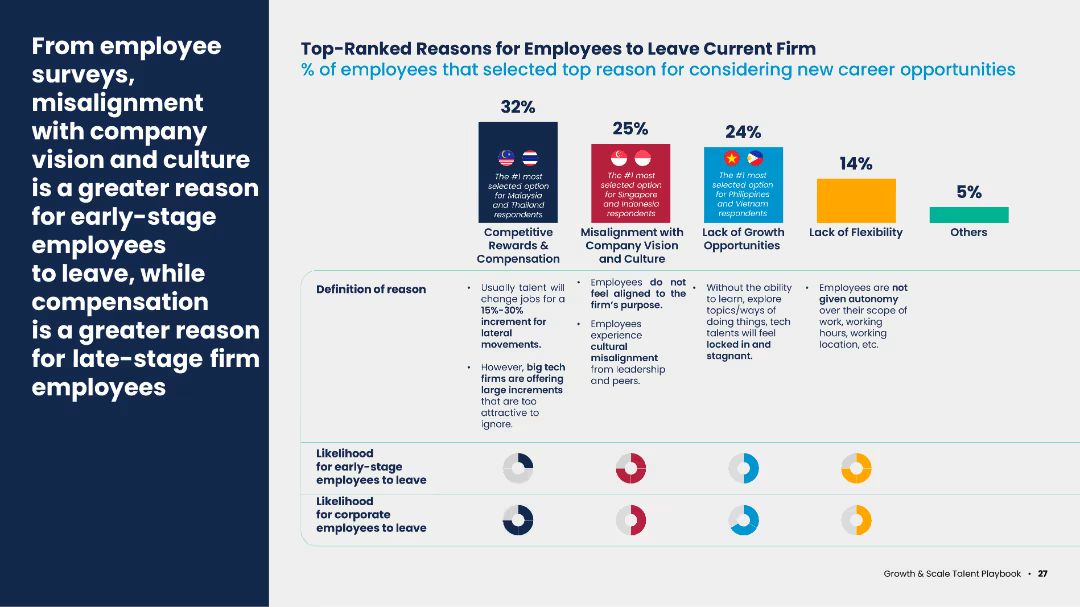 From employee
surveys,
misalignment
with company
vision and culture
is a greater reason
for early-stage
employees
to leave, while
compensation
is a greater reason
for late-stage firm
employees
Top-Ranked Reasons for Employees to Leave Current Firm
% of employees that selected top reason for considering new career opportunities
32%
The #1 most
selected option
for Malaysia
and Thailand
respondents
Competitive
Rewards &
Compensation
25%
The #1 most
selected option
for Singapore
and Indonesia
respondents
Misalignment with
Company Vision
and Culture
24%
The #1 most
selected option
for Philippines
and Vietnam
respondents
Lack of Growth
Opportunities
14%
Lack of Flexibility
5%
Others
Definition of reason
• Usually talent will
change jobs for a
15%-30%
increment for
lateral
movements.
• However, big tech
firms are offering
large increments
that are too
attractive to
ignore.
• Employees do not
feel aligned to the
firm's purpose.
• Employees
experience
cultural
misalignment
from leadership
and peers.
• Without the ability
to learn, explore
topics/ways of
doing things, tech
talents will feel
locked in and
stagnant.
• Employees are not
given autonomy
over their scope of
work, working
hours, working
location, etc.
Likelihood
for early-stage
employees to leave
Likelihood
for corporate
employees to leave
Growth & Scale Talent Playbook • 27